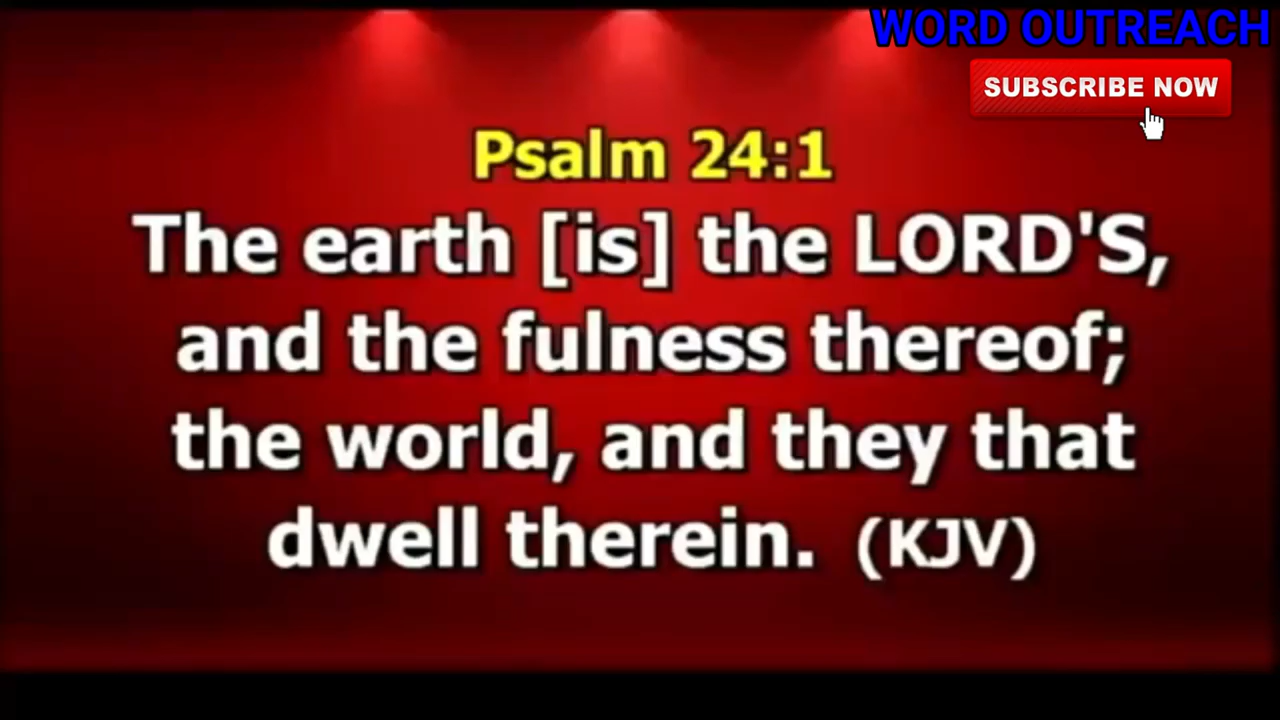 WORD OUTREACH
SUBSCRIBE NOW
Psalm 24:1
The earth [is] the LORD'S,
and the fulness thereof;
the world, and they that
dwell therein. (KJV)